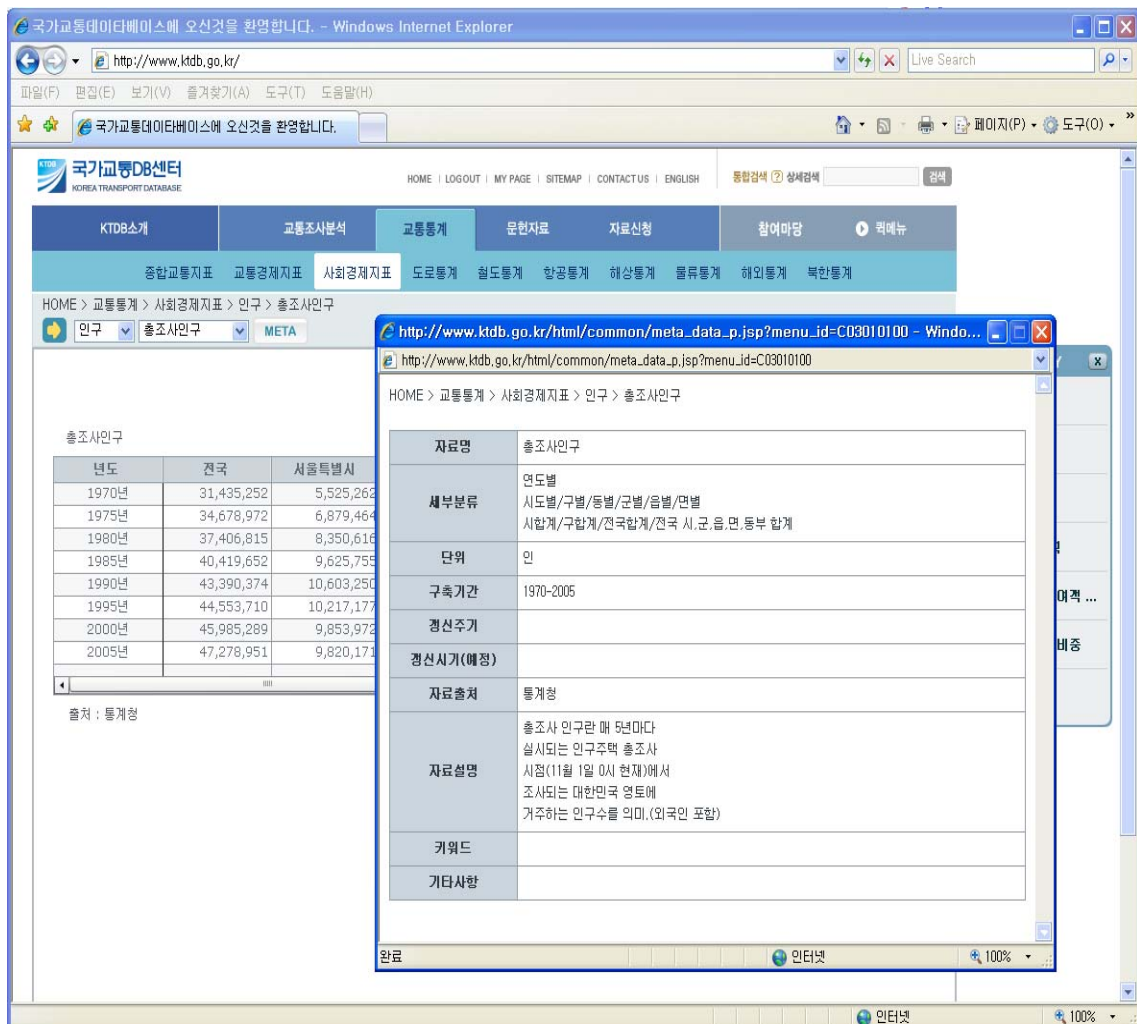 국가교통데이타베이스에 오신것을 환영합니다. - Windows Internet Explorer
http://www.ktdb.go.kr/
Live Search
파일(F) 편집(E) 보기(V) 즐겨찾기(A) 도구(T) 도움말(H)
국가교통데이타베이스에 오신것을 환영합니다.
페이지(P) 도구(O) »
KTDB 국가교통DB센터
KOREA TRANSPORT DATABASE
HOME | LOGOUT | MY PAGE | SITEMAP | CONTACT US | ENGLISH
통합검색 ? 상세검색 검색
KTDB소개 교통조사분석 교통통계 문헌자료 자료신청 참여마당 퀵메뉴
종합교통지표 교통경제지표 사회경제지표 도로통계 철도통계 항공통계 해상통계 물류통계 해외통계 북한통계
HOME > 교통통계 > 사회경제지표 > 인구 > 총조사인구
인구 총조사인구 META
총조사인구
년도 전국 서울특별시
1970년 31,435,252 5,525,262
1975년 34,678,972 6,879,464
1980년 37,406,815 8,350,616
1985년 40,419,652 9,625,755
1990년 43,390,374 10,603,250
1995년 44,553,710 10,217,177
2000년 45,985,289 9,853,972
2005년 47,278,951 9,820,171
출처 : 통계청
http://www.ktdb.go.kr/html/common/meta_data_p.jsp?menu_id=C03010100 - Windo...
http://www.ktdb.go.kr/html/common/meta_data_p.jsp?menu_id=C03010100
HOME > 교통통계 > 사회경제지표 > 인구 > 총조사인구
자료명 총조사인구
세부분류 연도별
시도별/구별/동별/군별/읍별/면별
시합계/구합계/전국합계/전국 시,군,읍,면,동부 합계
단위 인
구축기간 1970-2005
갱신주기
갱신시기(예정)
자료출처 통계청
자료설명 총조사 인구란 매 5년마다
실시되는 인구주택 총조사
시점(11월 1일 0시 현재)에서
조사되는 대한민국 영토에
거주하는 인구수를 의미.(외국인 포함)
키워드
기타사항
여객 ...
비중
완료 인터넷 100%
인터넷 100%